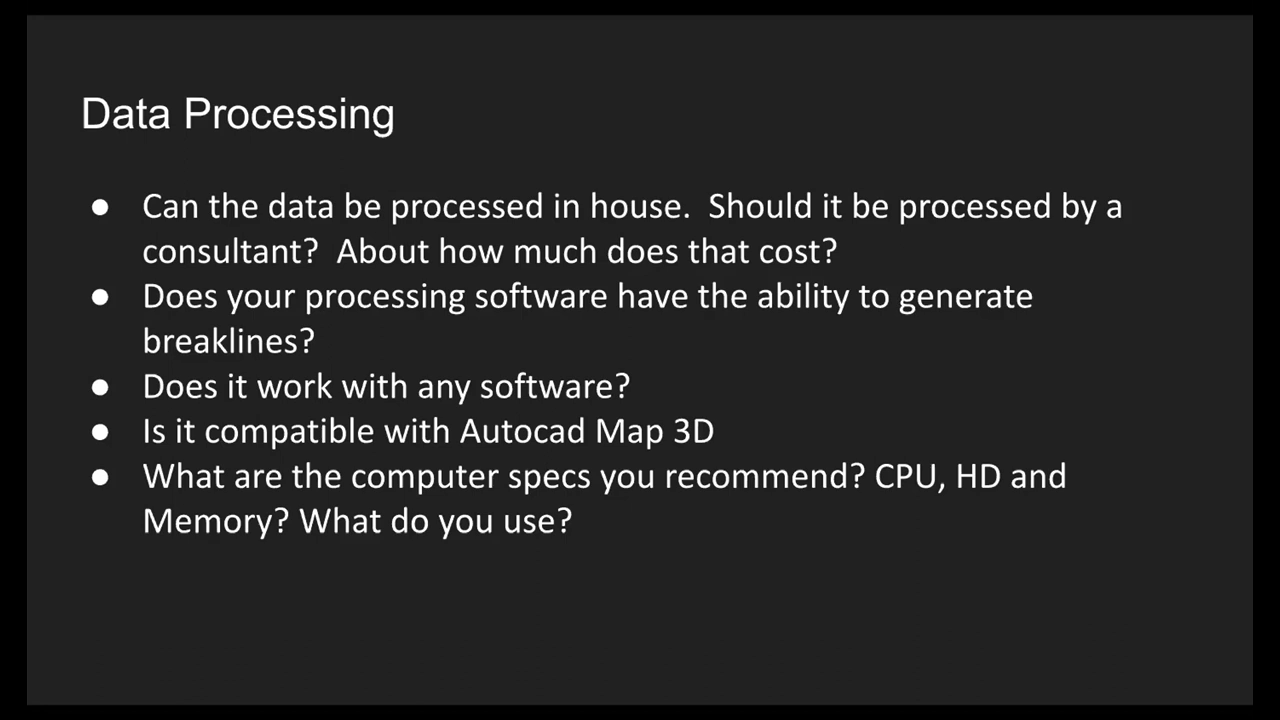 Data Processing
● Can the data be processed in house.  Should it be processed by a
consultant?  About how much does that cost?
● Does your processing software have the ability to generate
breaklines?
● Does it work with any software?
● Is it compatible with Autocad Map 3D
● What are the computer specs you recommend? CPU, HD and
Memory? What do you use?